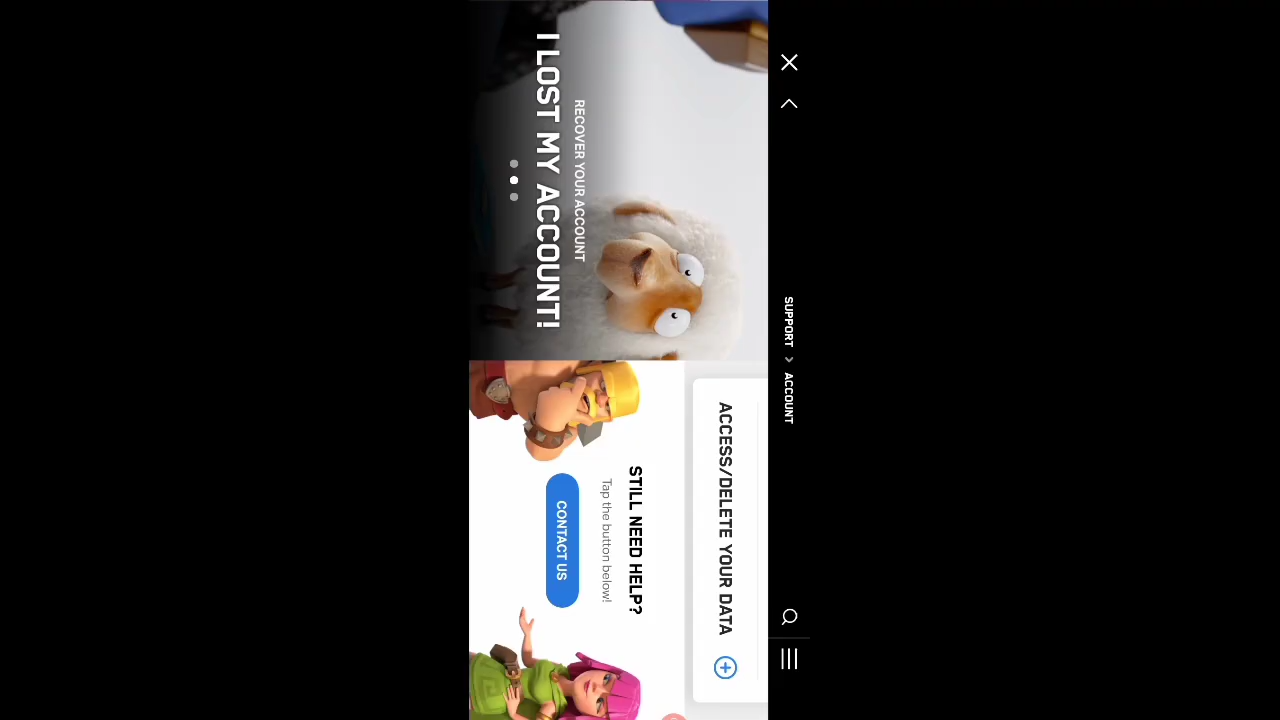 SUPPORT > ACCOUNT
RECOVER YOUR ACCOUNT
I LOST MY ACCOUNT!
ACCESS/DELETE YOUR DATA
STILL NEED HELP?
Tap the button below!
CONTACT US